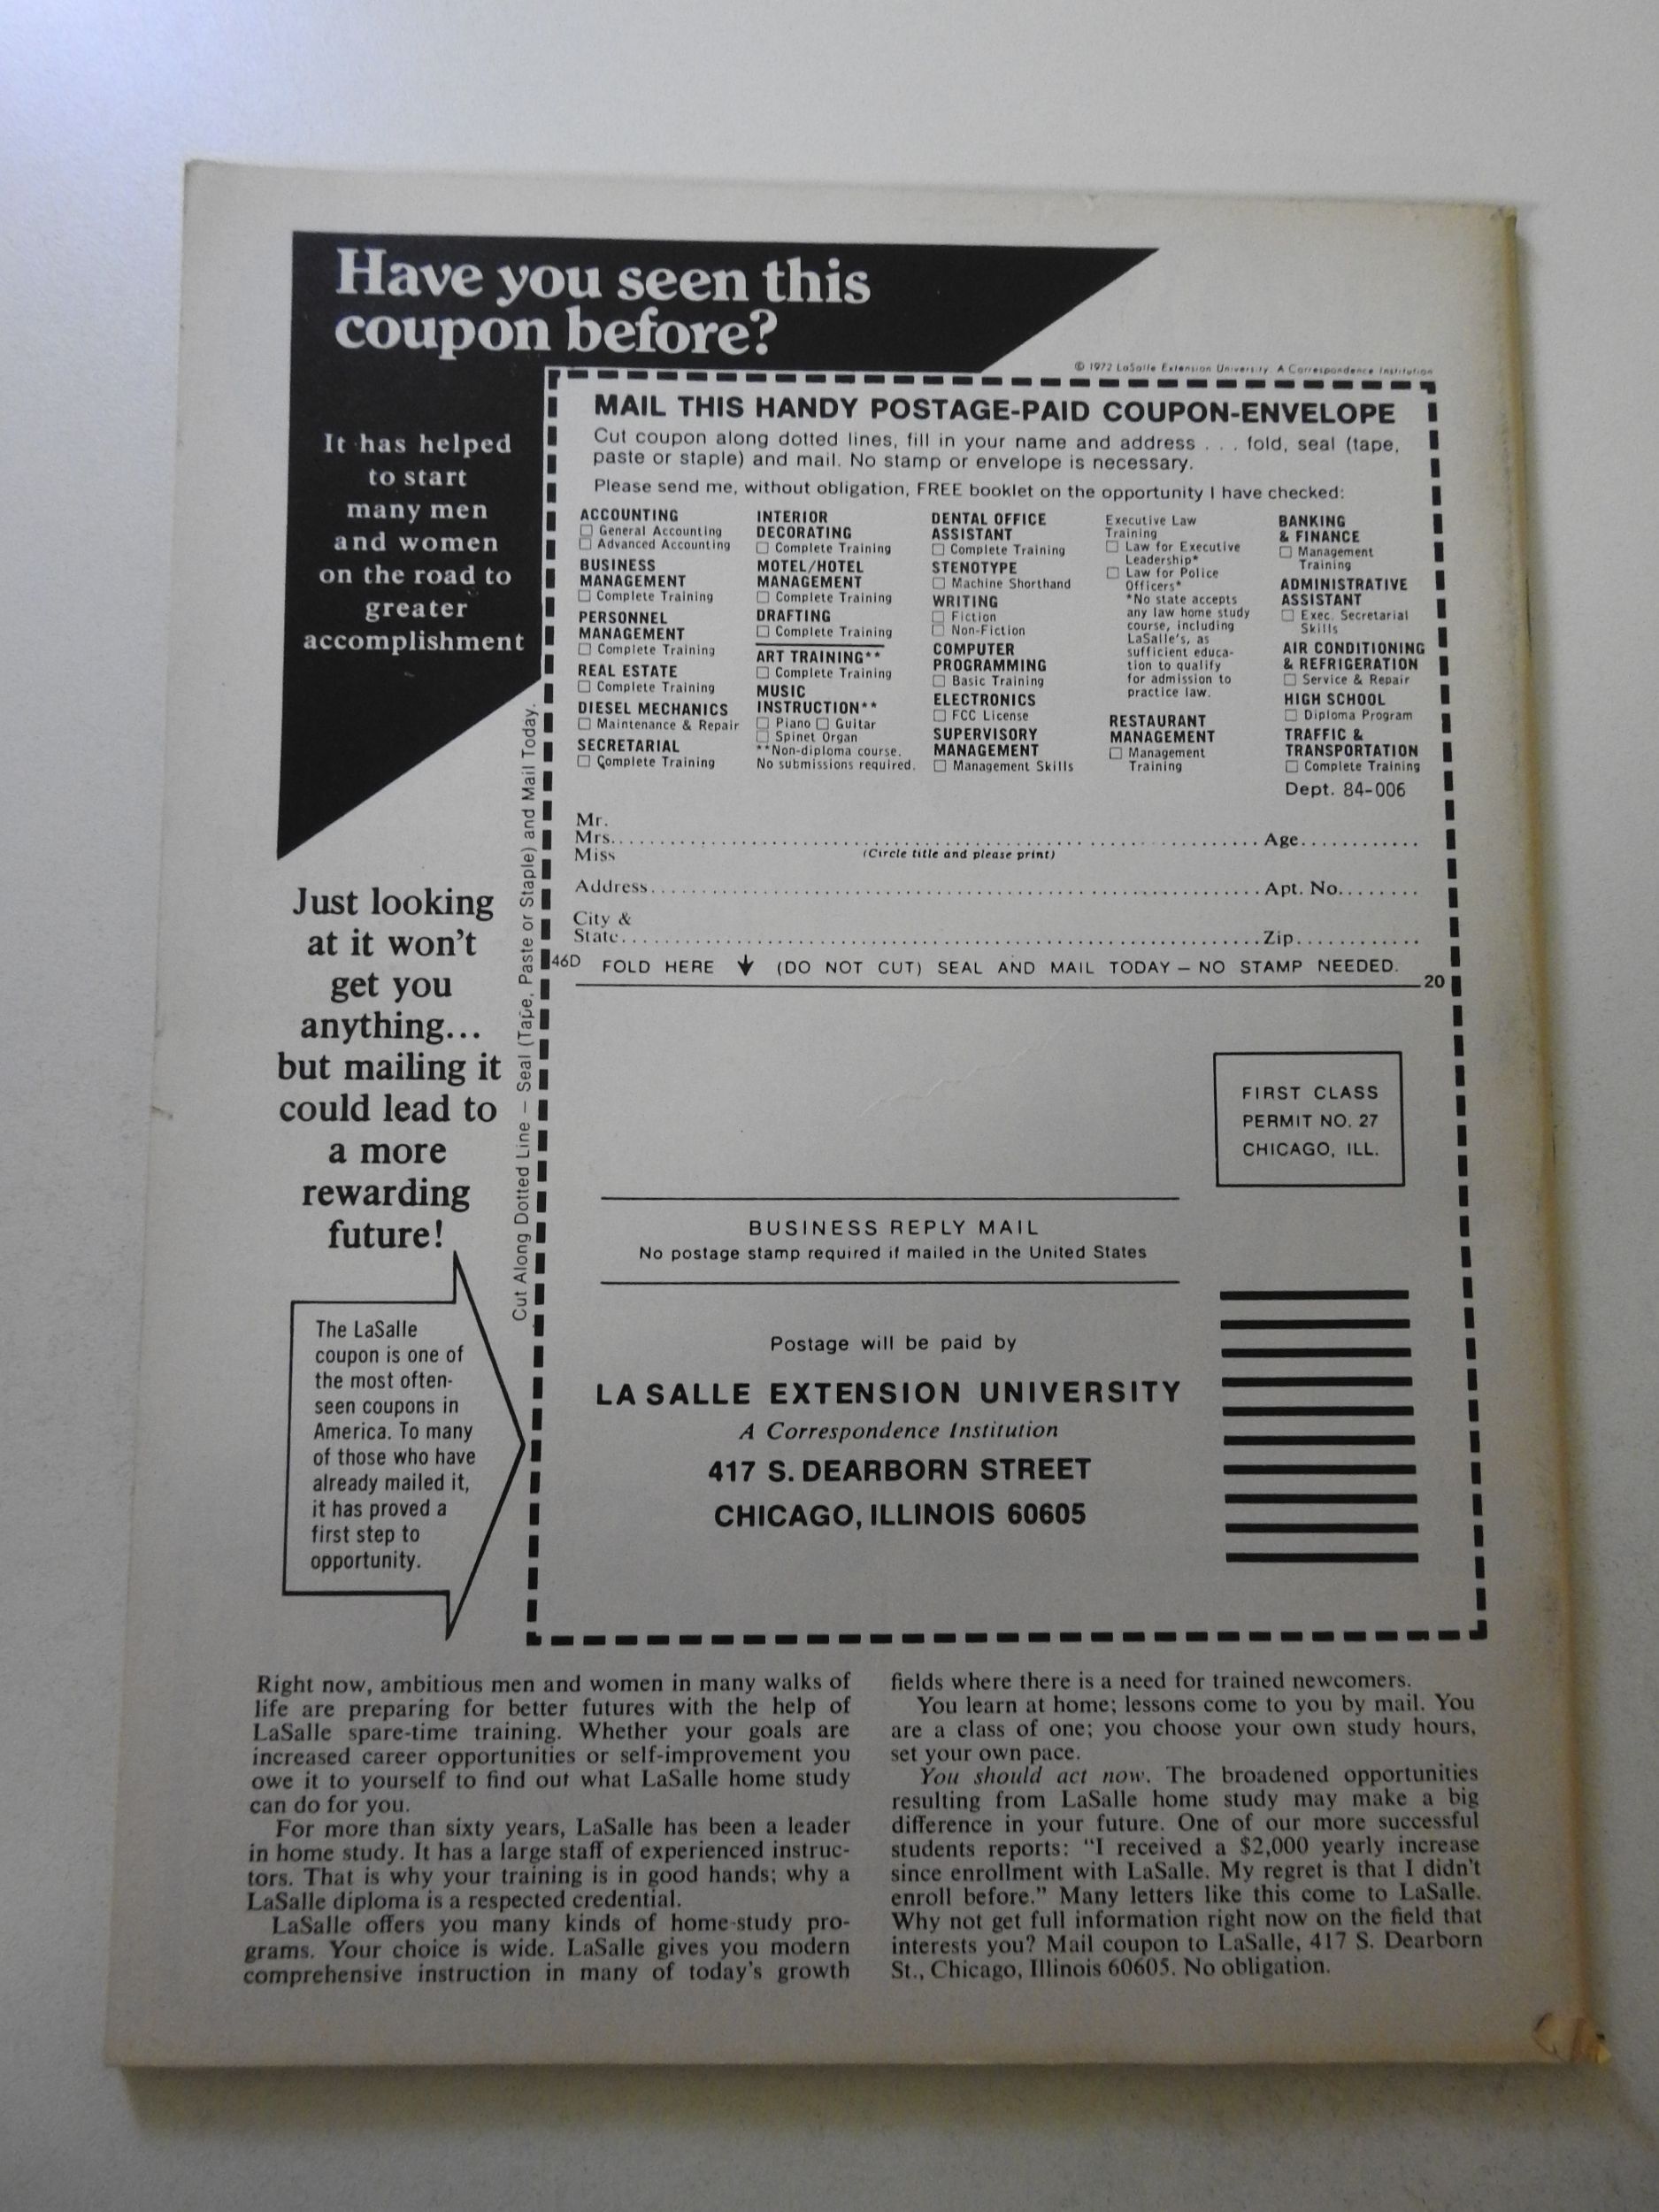 Have you seen this
coupon before?
It has helped
to start
many men
and women
on the road to
greater
accomplishment
Just looking
at it won't
get you
anything...
but mailing it
could lead to
a more
rewarding
future!
The LaSalle
coupon is one of
the most often-
seen coupons in
America. To many
of those who have
already mailed it,
it has proved a
first step to
opportunity.
Cut Along Dotted Line — Seal (Tape, Paste or Staple) and Mail Today.
© 1972 LaSalle Extension University. A Correspondence Institution
MAIL THIS HANDY POSTAGE-PAID COUPON-ENVELOPE
Cut coupon along dotted lines, fill in your name and address . . . fold, seal (tape,
paste or staple) and mail. No stamp or envelope is necessary.
Please send me, without obligation, FREE booklet on the opportunity I have checked:
ACCOUNTING
☐ General Accounting
☐ Advanced Accounting
BUSINESS
MANAGEMENT
☐ Complete Training
PERSONNEL
MANAGEMENT
☐ Complete Training
REAL ESTATE
☐ Complete Training
DIESEL MECHANICS
☐ Maintenance & Repair
SECRETARIAL
☐ Complete Training
INTERIOR
DECORATING
☐ Complete Training
MOTEL/HOTEL
MANAGEMENT
☐ Complete Training
DRAFTING
☐ Complete Training
ART TRAINING**
☐ Complete Training
MUSIC
INSTRUCTION**
☐ Piano ☐ Guitar
☐ Spinet Organ
**Non-diploma course.
No submissions required.
DENTAL OFFICE
ASSISTANT
☐ Complete Training
STENOTYPE
☐ Machine Shorthand
WRITING
☐ Fiction
☐ Non-Fiction
COMPUTER
PROGRAMMING
☐ Basic Training
ELECTRONICS
☐ FCC License
SUPERVISORY
MANAGEMENT
☐ Management Skills
Executive Law
Training
☐ Law for Executive
Leadership*
☐ Law for Police
Officers*
*No state accepts
any law home study
course, including
LaSalle's, as
sufficient educa-
tion to qualify
for admission to
practice law.
RESTAURANT
MANAGEMENT
☐ Management
Training
BANKING
& FINANCE
☐ Management
Training
ADMINISTRATIVE
ASSISTANT
☐ Exec. Secretarial
Skills
AIR CONDITIONING
& REFRIGERATION
☐ Service & Repair
HIGH SCHOOL
☐ Diploma Program
TRAFFIC &
TRANSPORTATION
☐ Complete Training
Dept. 84-006
Mr.
Mrs. Age
Miss (Circle title and please print)
Address Apt. No.
City &
State Zip
46D FOLD HERE ↓ (DO NOT CUT) SEAL AND MAIL TODAY — NO STAMP NEEDED.
20
FIRST CLASS
PERMIT NO. 27
CHICAGO, ILL.
BUSINESS REPLY MAIL
No postage stamp required if mailed in the United States
Postage will be paid by
LA SALLE EXTENSION UNIVERSITY
A Correspondence Institution
417 S. DEARBORN STREET
CHICAGO, ILLINOIS 60605
Right now, ambitious men and women in many walks of
life are preparing for better futures with the help of
LaSalle spare-time training. Whether your goals are
increased career opportunities or self-improvement you
owe it to yourself to find out what LaSalle home study
can do for you.
For more than sixty years, LaSalle has been a leader
in home study. It has a large staff of experienced instruc-
tors. That is why your training is in good hands; why a
LaSalle diploma is a respected credential.
LaSalle offers you many kinds of home-study pro-
grams. Your choice is wide. LaSalle gives you modern
comprehensive instruction in many of today's growth
fields where there is a need for trained newcomers.
You learn at home; lessons come to you by mail. You
are a class of one; you choose your own study hours,
set your own pace.
You should act now. The broadened opportunities
resulting from LaSalle home study may make a big
difference in your future. One of our more successful
students reports: "I received a $2,000 yearly increase
since enrollment with LaSalle. My regret is that I didn't
enroll before." Many letters like this come to LaSalle.
Why not get full information right now on the field that
interests you? Mail coupon to LaSalle, 417 S. Dearborn
St., Chicago, Illinois 60605. No obligation.